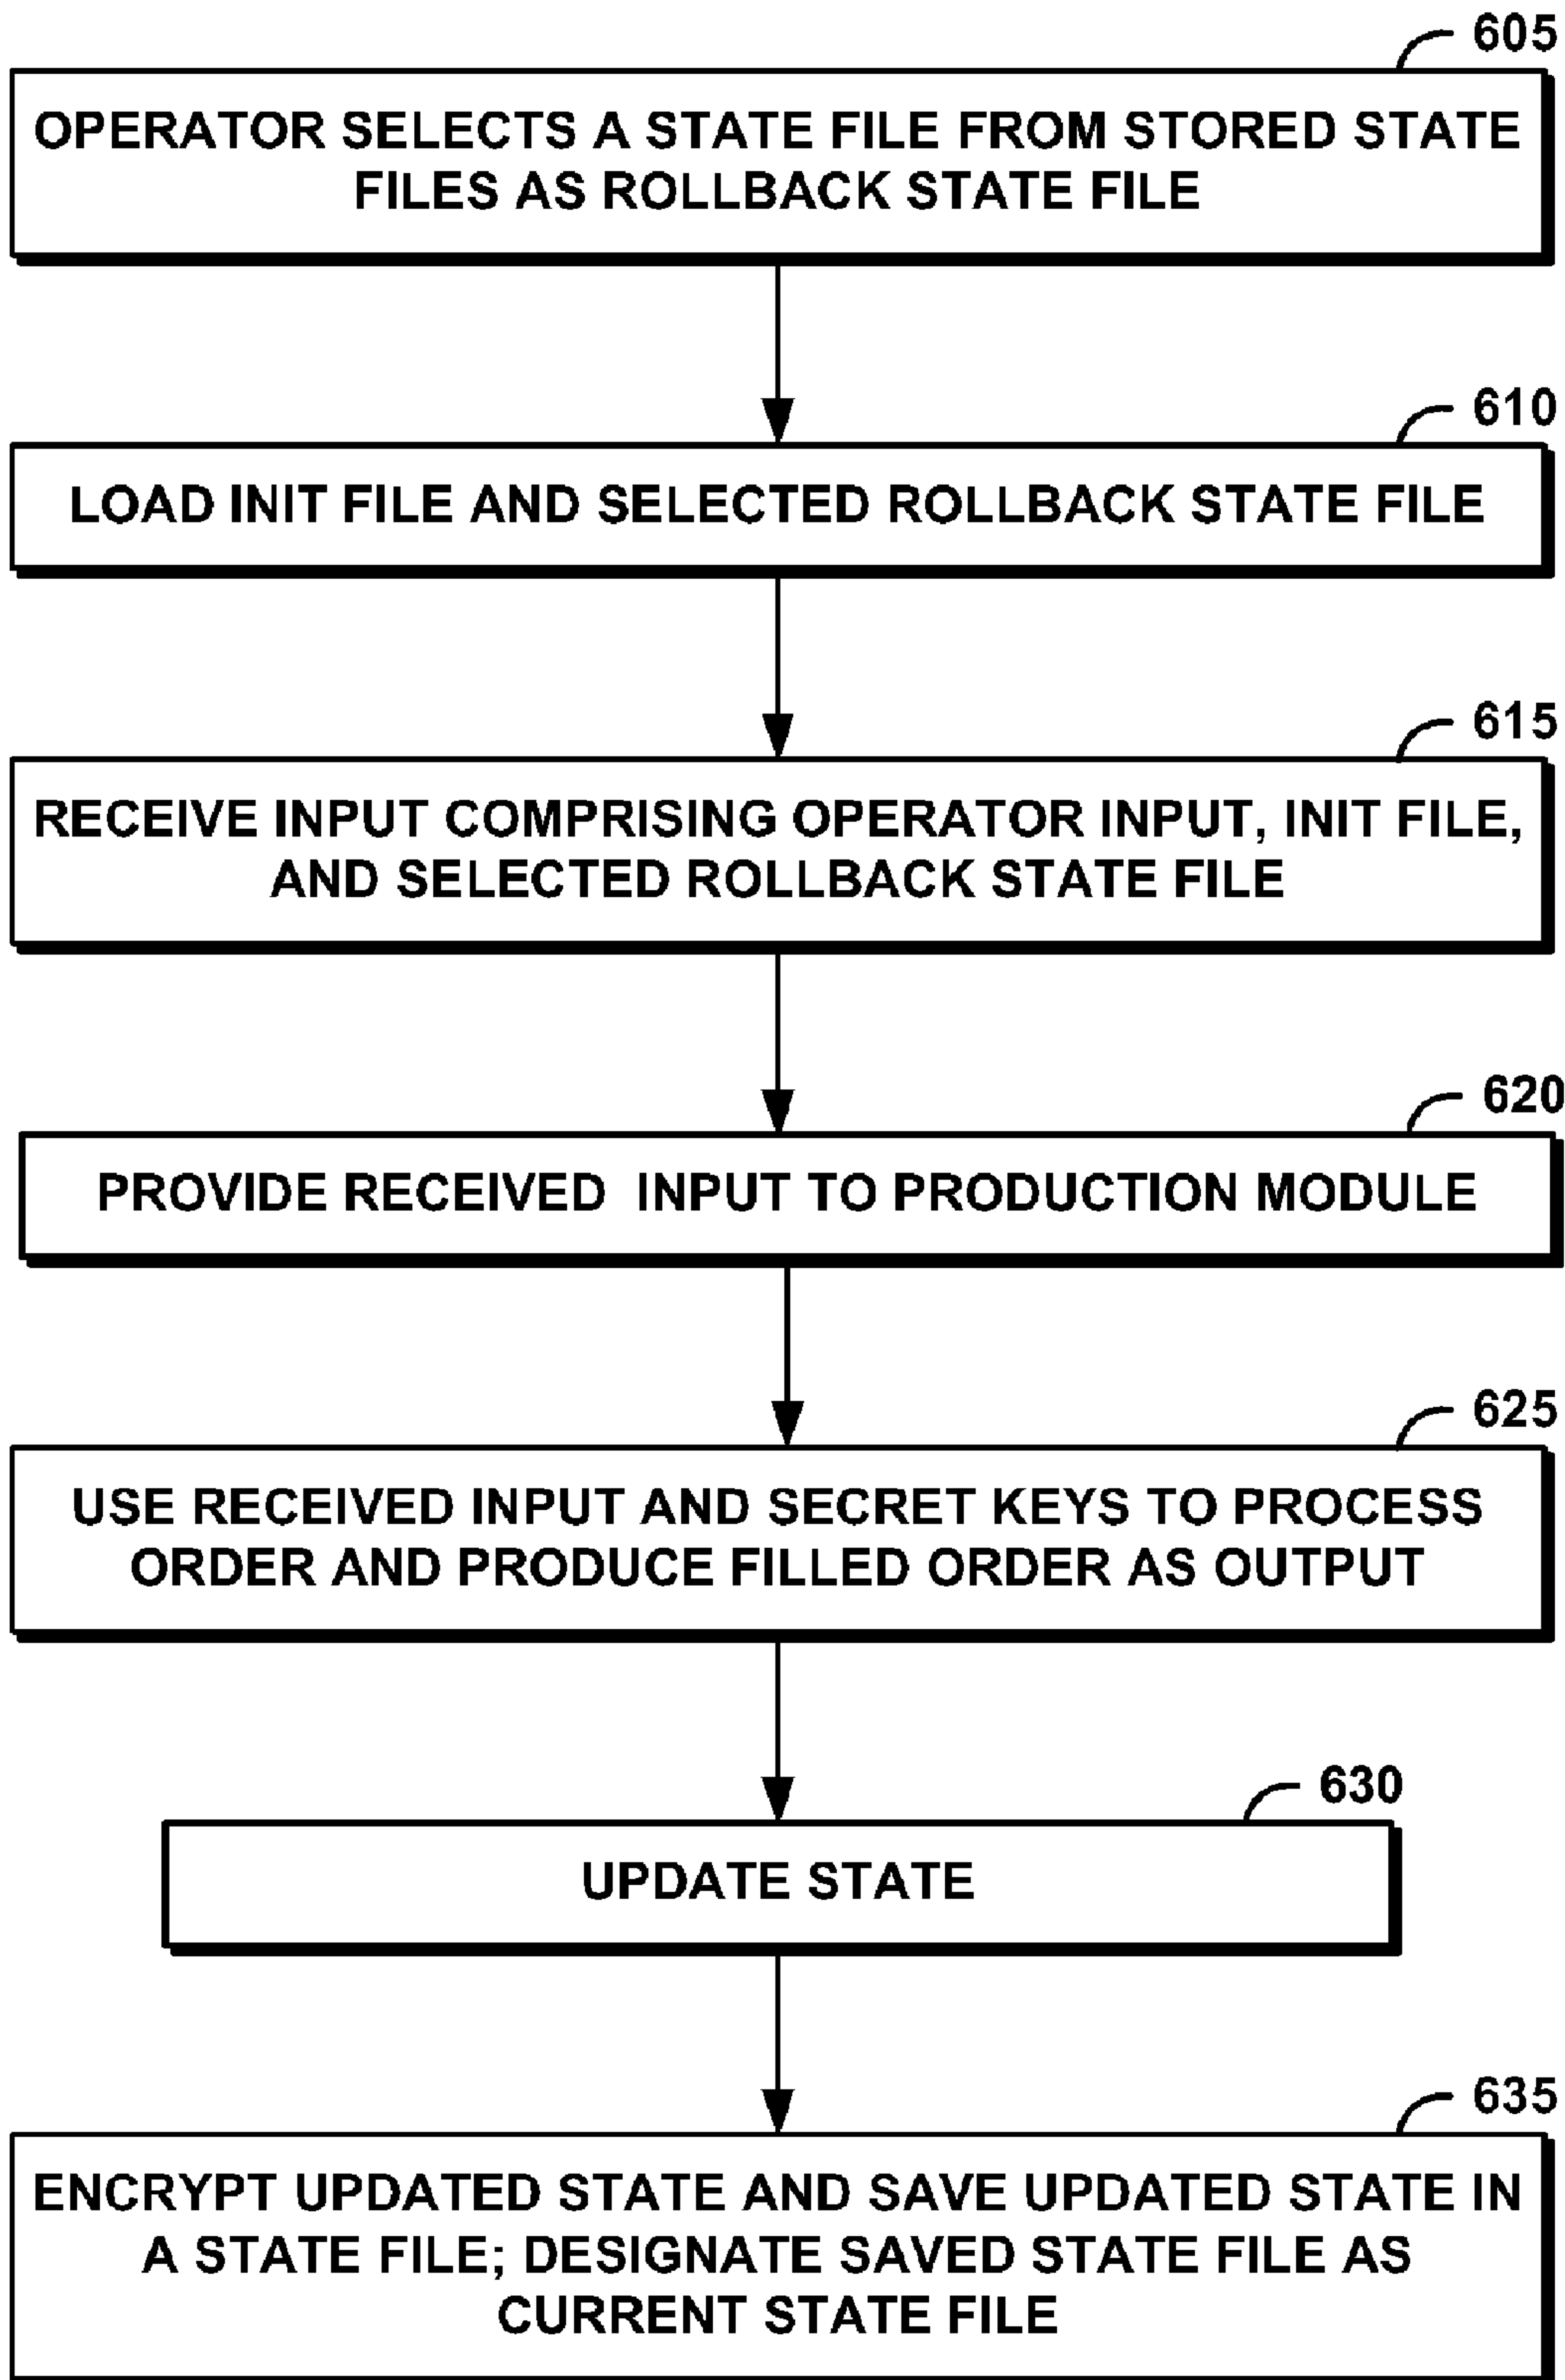 605
OPERATOR SELECTS A STATE FILE FROM STORED STATE
FILES AS ROLLBACK STATE FILE
610
LOAD INIT FILE AND SELECTED ROLLBACK STATE FILE
615
RECEIVE INPUT COMPRISING OPERATOR INPUT, INIT FILE,
AND SELECTED ROLLBACK STATE FILE
620
PROVIDE RECEIVED INPUT TO PRODUCTION MODULE
625
USE RECEIVED INPUT AND SECRET KEYS TO PROCESS
ORDER AND PRODUCE FILLED ORDER AS OUTPUT
630
UPDATE STATE
635
ENCRYPT UPDATED STATE AND SAVE UPDATED STATE IN
A STATE FILE; DESIGNATE SAVED STATE FILE AS
CURRENT STATE FILE